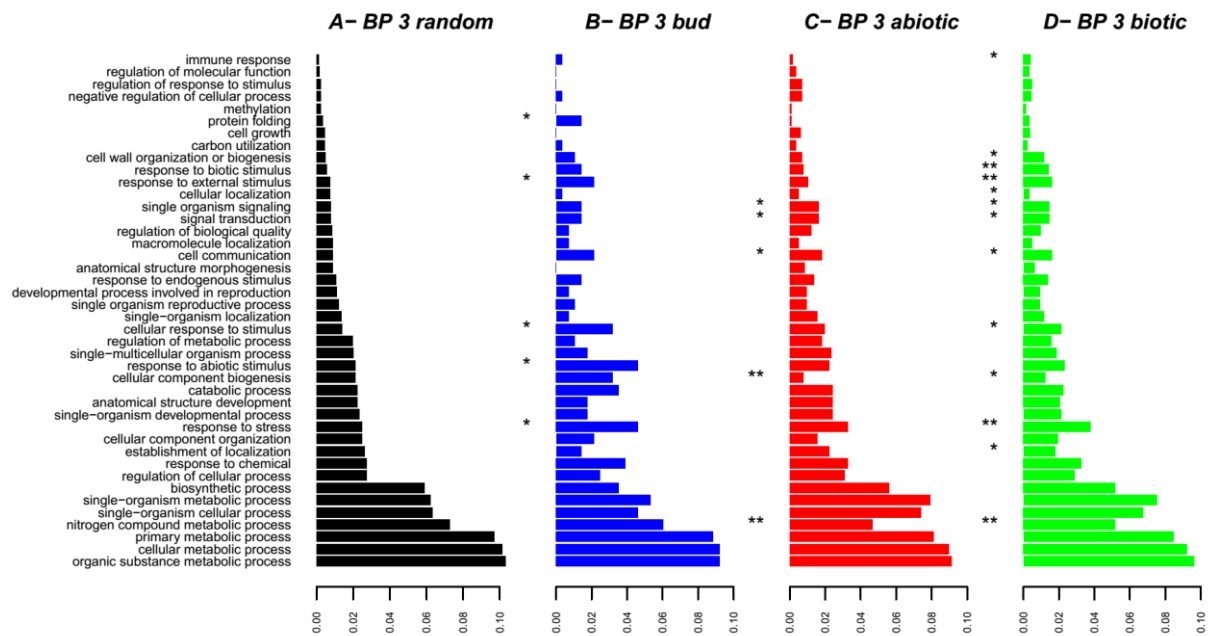 A− BP 3 random B− BP 3 bud C− BP 3 abiotic D− BP 3 biotic
immune response *
regulation of molecular function
regulation of response to stimulus
negative regulation of cellular process
methylation
protein folding *
cell growth
carbon utilization
cell wall organization or biogenesis *
response to biotic stimulus **
response to external stimulus * **
cellular localization *
single organism signaling * *
signal transduction * *
regulation of biological quality
macromolecule localization
cell communication * *
anatomical structure morphogenesis
response to endogenous stimulus
developmental process involved in reproduction
single organism reproductive process
single−organism localization
cellular response to stimulus * *
regulation of metabolic process
single−multicellular organism process
response to abiotic stimulus *
cellular component biogenesis ** *
catabolic process
anatomical structure development
single−organism developmental process
response to stress * **
cellular component organization
establishment of localization *
response to chemical
regulation of cellular process
biosynthetic process
single−organism metabolic process
single−organism cellular process
nitrogen compound metabolic process ** **
primary metabolic process
cellular metabolic process
organic substance metabolic process
0.00 0.02 0.04 0.06 0.08 0.10 0.00 0.02 0.04 0.06 0.08 0.10 0.00 0.02 0.04 0.06 0.08 0.10 0.00 0.02 0.04 0.06 0.08 0.10